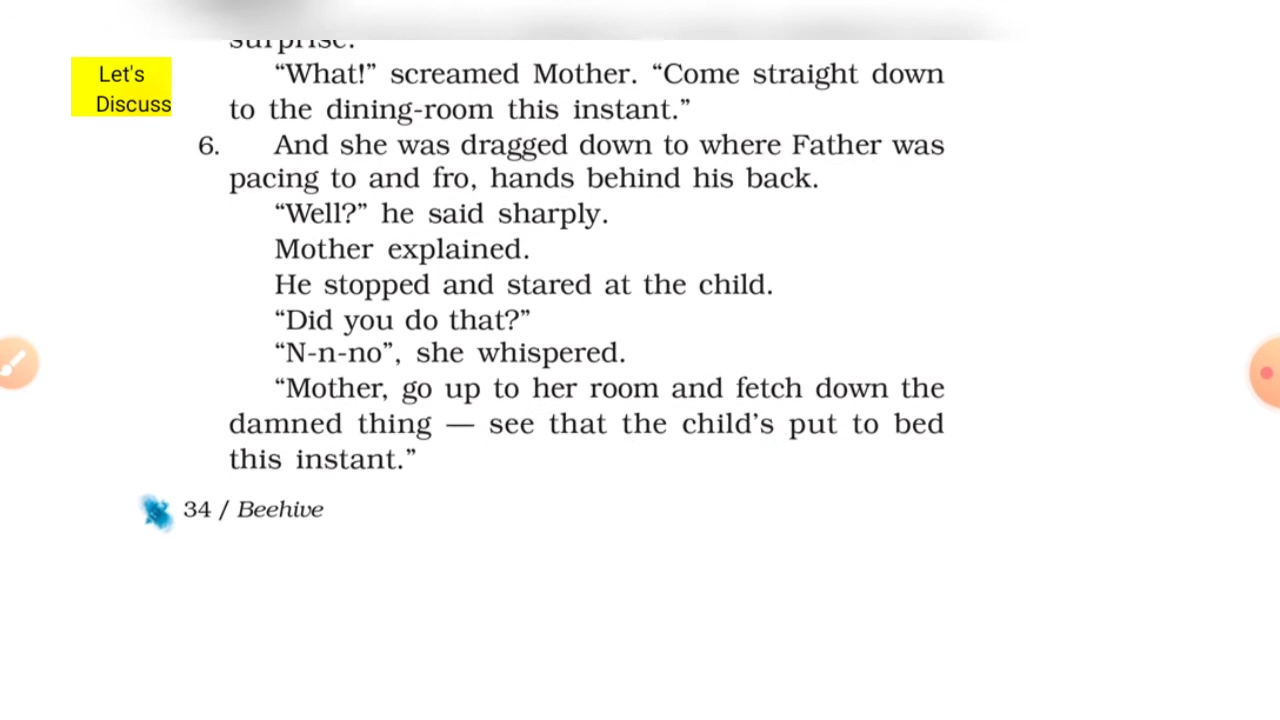 surprise.
Let's
Discuss
“What!” screamed Mother. “Come straight down
to the dining-room this instant.”
6. And she was dragged down to where Father was
pacing to and fro, hands behind his back.
“Well?” he said sharply.
Mother explained.
He stopped and stared at the child.
“Did you do that?”
“N-n-no”, she whispered.
“Mother, go up to her room and fetch down the
damned thing — see that the child’s put to bed
this instant.”
34 / Beehive